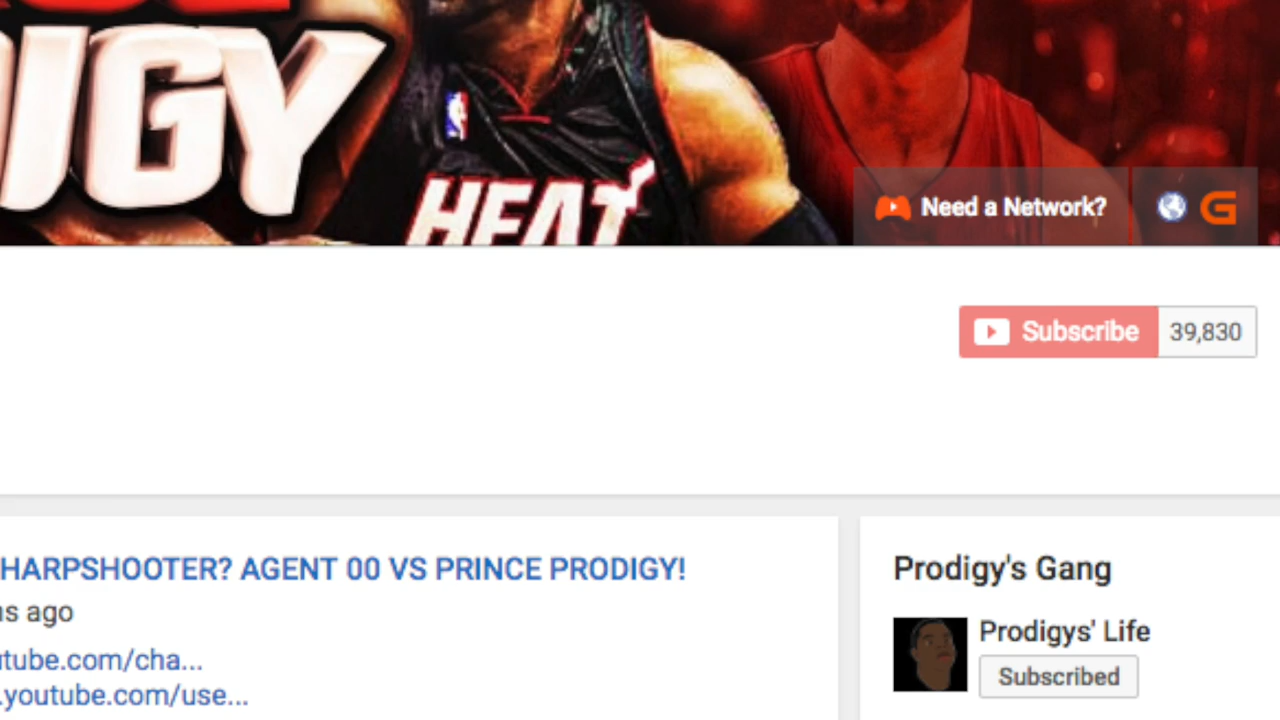 IGY
HEAT
Need a Network?
Subscribe 39,830
HARPSHOOTER? AGENT 00 VS PRINCE PRODIGY!
ago
tube.com/cha...
.youtube.com/use...
Prodigy's Gang
Prodigys' Life
Subscribed